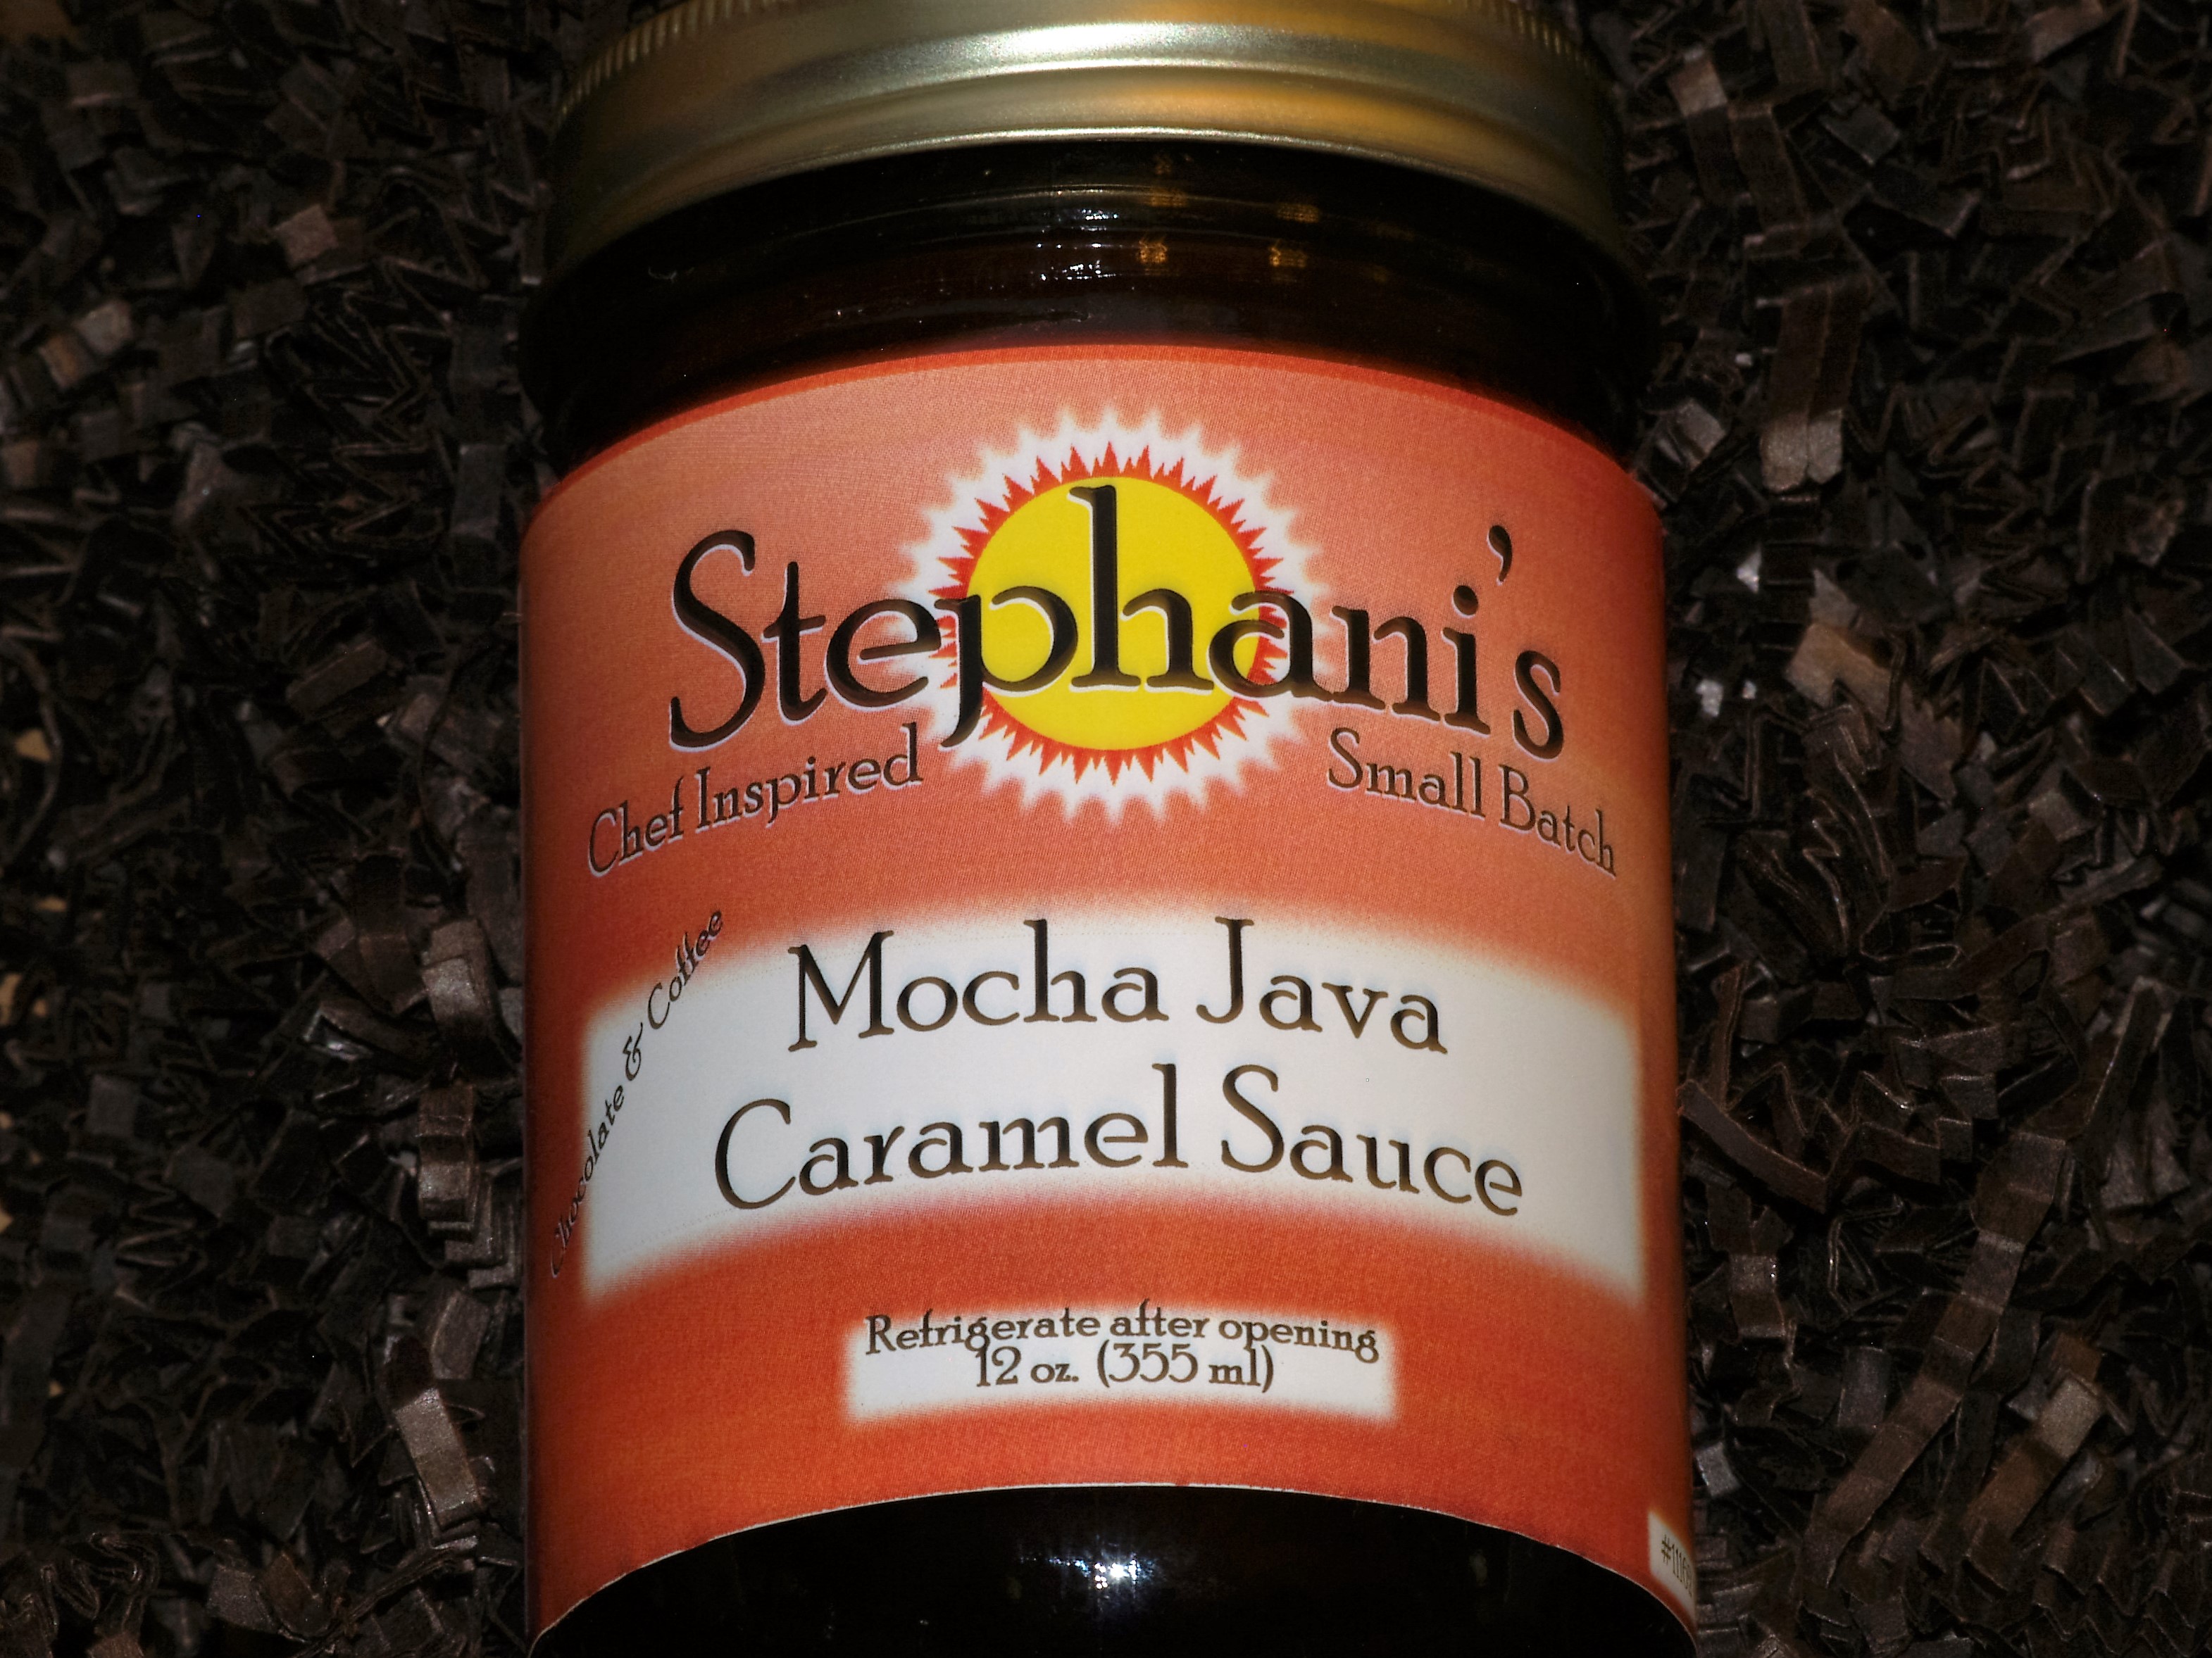 Stephani's
Chef Inspired
Small Batch
Chocolate & Coffee
Mocha Java
Caramel Sauce
Refrigerate after opening
12 oz. (355 ml)